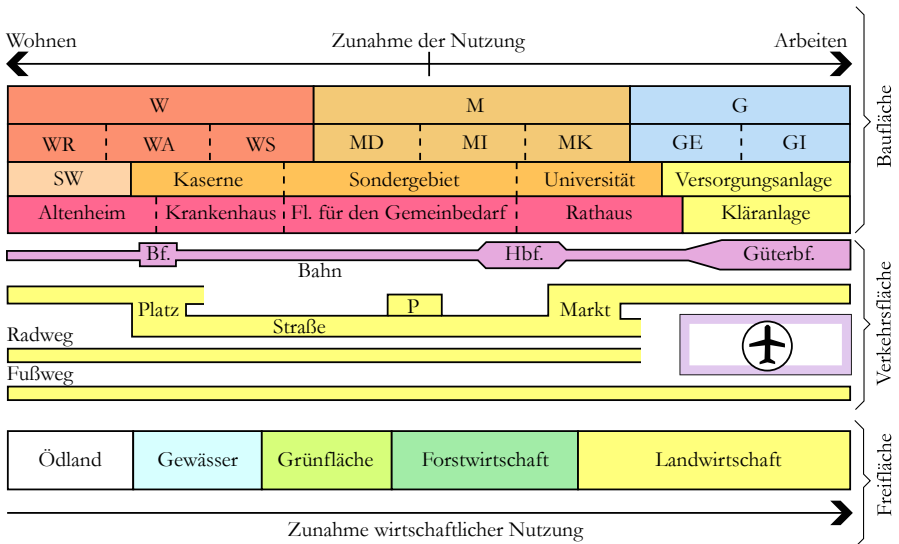 Wohnen Zunahme der Nutzung Arbeiten
W M G
WR WA WS MD MI MK GE GI
SW Kaserne Sondergebiet Universität Versorgungsanlage
Altenheim Krankenhaus Fl. für den Gemeinbedarf Rathaus Kläranlage
Baufläche
Bf. Hbf. Güterbf.
Bahn
Platz P Markt
Straße
Radweg
Fußweg
Verkehrsfläche
Ödland Gewässer Grünfläche Forstwirtschaft Landwirtschaft
Freifläche
Zunahme wirtschaftlicher Nutzung